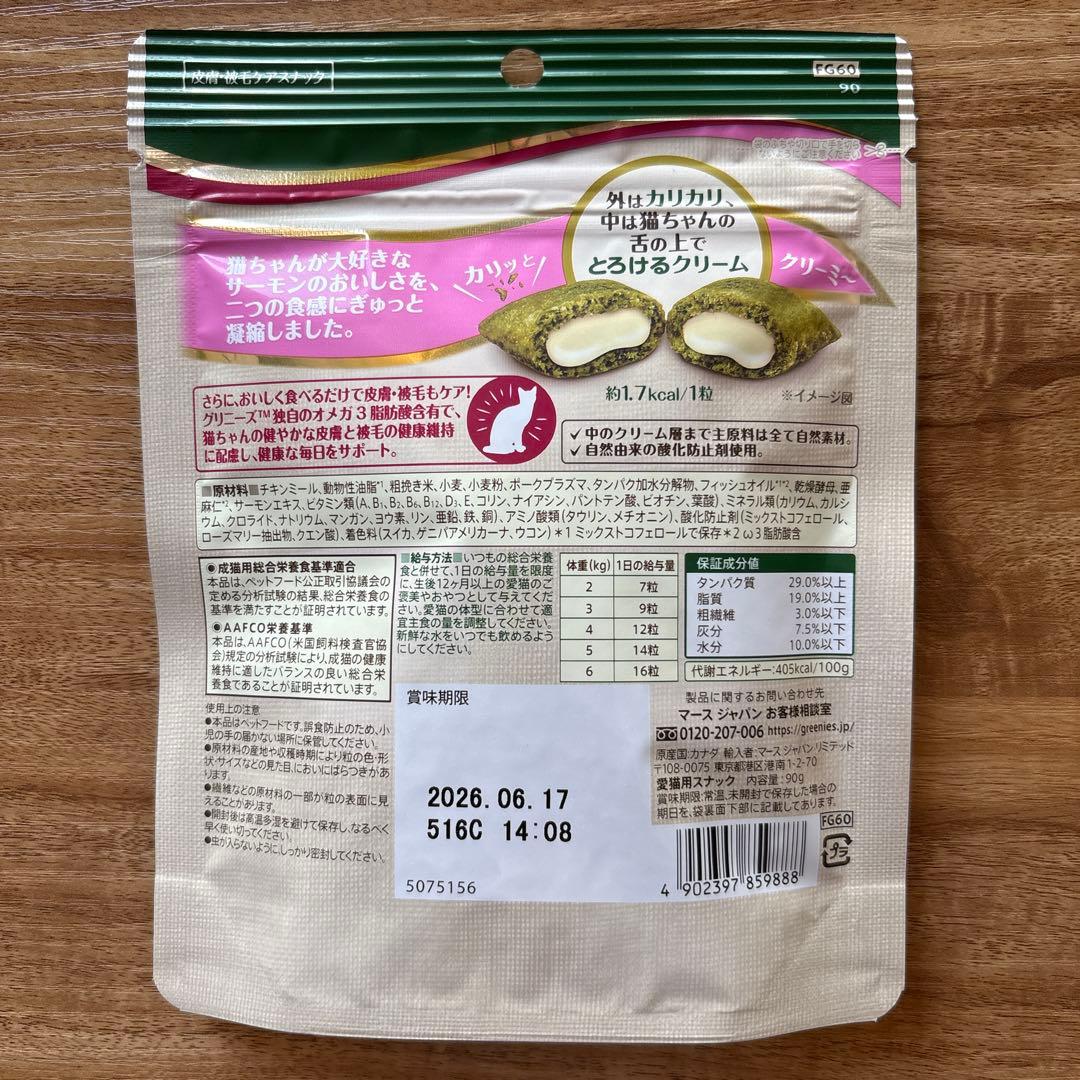 皮膚・被毛ケアスナック
FG60
90
袋のふちや切り口で手を切ら
ないようにご注意ください
外はカリカリ、
中は猫ちゃんの
舌の上で
とろけるクリーム
猫ちゃんが大好きな
サーモンのおいしさを、
二つの食感にぎゅっと
凝縮しました。
カリッと
クリーミ〜
約1.7kcal/1粒
※イメージ図
さらに、おいしく食べるだけで皮膚・被毛もケア!
グリニーズ™独自のオメガ3脂肪酸含有で、
猫ちゃんの健やかな皮膚と被毛の健康維持
に配慮し、健康な毎日をサポート。
✓中のクリーム層まで主原料は全て自然素材。
✓自然由来の酸化防止剤使用。
■原材料■チキンミール、動物性油脂*1、粗挽き米、小麦、小麦粉、ポークプラズマ、タンパク加水分解物、フィッシュオイル*1*2、乾燥酵母、亜
麻仁*2、サーモンエキス、ビタミン類(A、B1、B2、B6、B12、D3、E、コリン、ナイアシン、パントテン酸、ビオチン、葉酸)、ミネラル類(カリウム、カルシ
ウム、クロライド、ナトリウム、マンガン、ヨウ素、リン、亜鉛、鉄、銅)、アミノ酸類(タウリン、メチオニン)、酸化防止剤(ミックストコフェロール、
ローズマリー抽出物、クエン酸)、着色料(スイカ、ゲニパアメリカーナ、ウコン)*1 ミックストコフェロールで保存*2 ω3脂肪酸含
●成猫用総合栄養食基準適合
本品は、ペットフード公正取引協議会の
定める分析試験の結果、総合栄養食の
基準を満たすことが証明されています。
●AAFCO栄養基準
本品は、AAFCO(米国飼料検査官協
会)規定の分析試験により、成猫の健康
維持に適したバランスの良い総合栄
養食であることが証明されています。
■給与方法■いつもの総合栄養
食と併せて、1日の給与量を限度
に、生後12ヶ月以上の愛猫のご
褒美やおやつとして与えてくだ
さい。愛猫の体型に合わせて適
宜主食の量を調整してください。
新鮮な水をいつでも飲めるよう
にしてください。
体重(kg) 1日の給与量
2 7粒
3 9粒
4 12粒
5 14粒
6 16粒
保証成分値
タンパク質 29.0%以上
脂質 19.0%以上
粗繊維 3.0%以下
灰分 7.5%以下
水分 10.0%以下
代謝エネルギー:405kcal/100g
使用上の注意
●本品はペットフードです。誤食防止のため、小
児の手の届かない場所に保管してください。
●原材料の産地や収穫時期により粒の色・形
状・サイズなどの見た目、においにばらつきがあ
ります。
●繊維などの原材料の一部が粒の表面に見
えることがあります。
●開封後は高温多湿を避けて保存し、なるべく
早く使い切ってください。
●虫が入らないように、しっかり密封してください。
賞味期限
2026.06.17
516C 14:08
5075156
製品に関するお問い合わせ先
マース ジャパン お客様相談室
0120-207-006 https://greenies.jp/
原産国:カナダ 輸入者:マース ジャパン リミテッド
〒108-0075 東京都港区港南1-2-70
愛猫用スナック 内容量:90g
賞味期限:常温、未開封で保存した場合の
期日を、袋裏面下部に記載してあります。
FG60
プラ
4 902397 859888